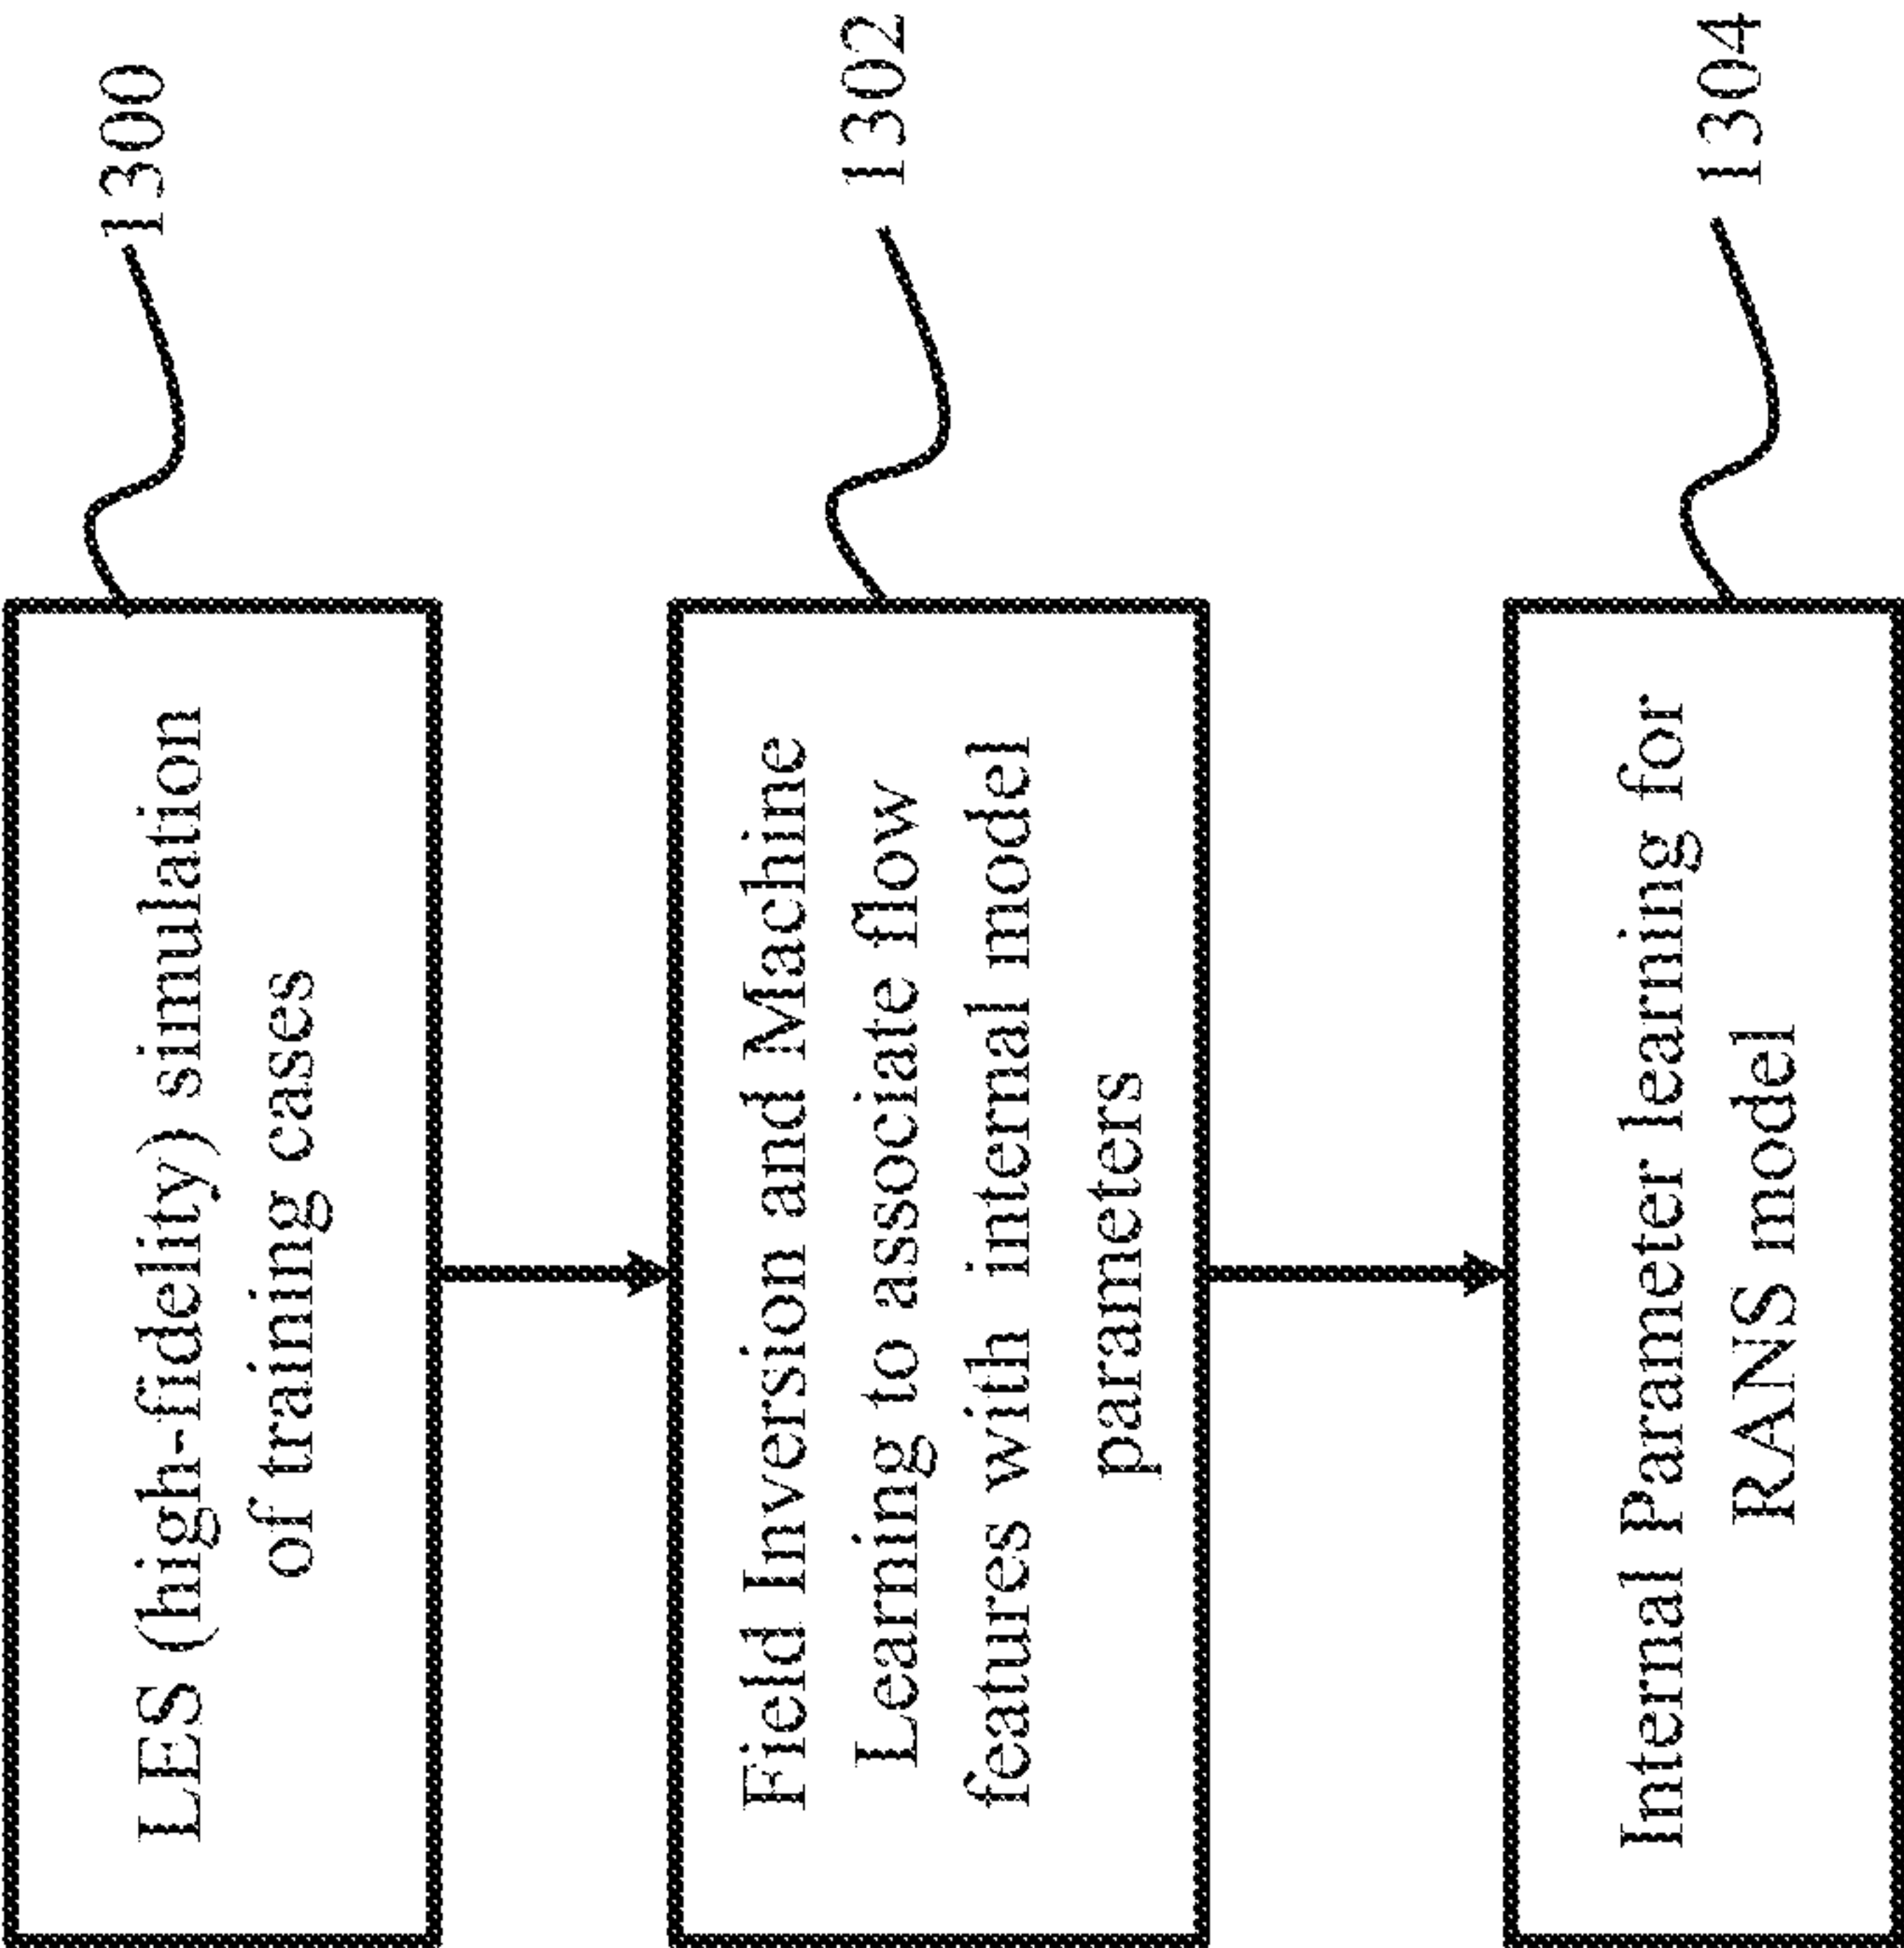 LES (high-fidelity) simulation
of training cases
1300
Field Inversion and Machine
Learning to associate flow
features with internal model
parameters
1302
Internal Parameter learning for
RANS model
1304